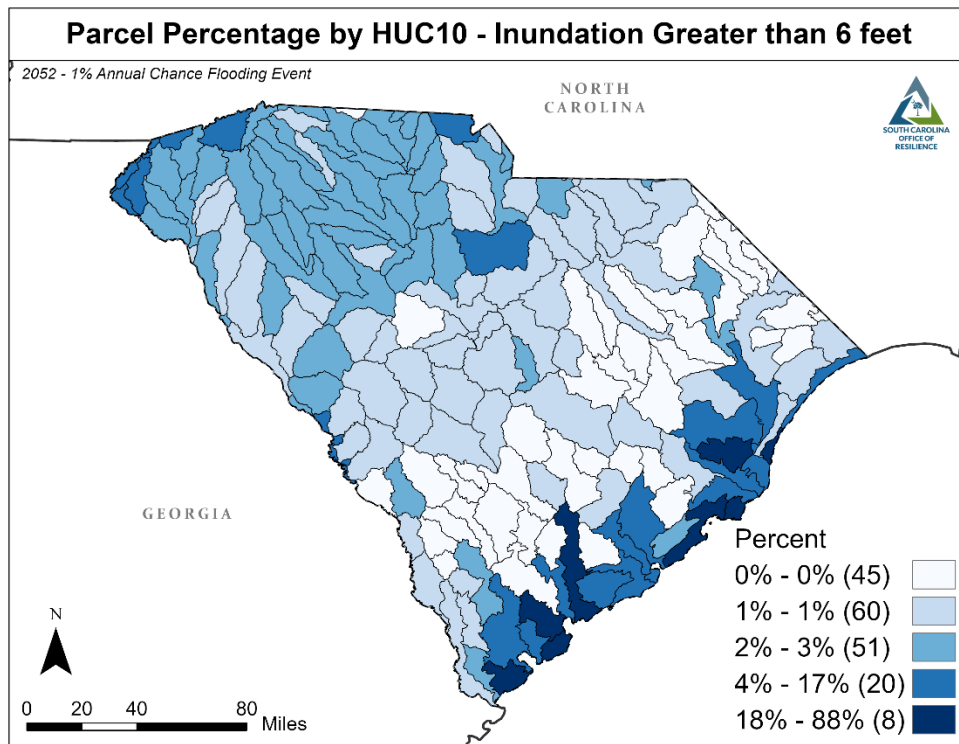 Parcel Percentage by HUC10 - Inundation Greater than 6 feet
2052 - 1% Annual Chance Flooding Event
NORTH
CAROLINA
SOUTH CAROLINA
OFFICE OF
RESILIENCE
GEORGIA
Percent
0% - 0% (45)
1% - 1% (60)
2% - 3% (51)
4% - 17% (20)
18% - 88% (8)
N
0 20 40 80
Miles